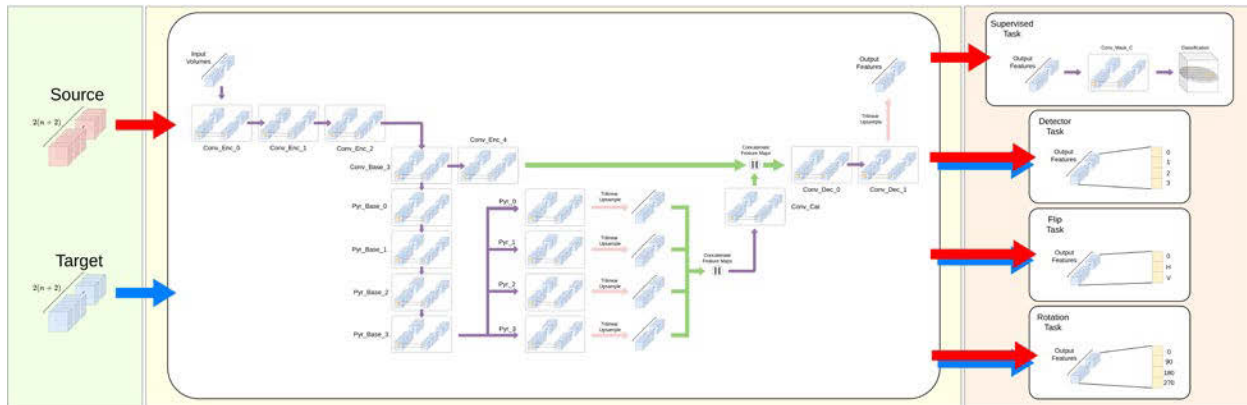 Source
2(n + 2)
Target
2(n + 2)
Input
Volumes
Conv_Enc_0
Conv_Enc_1
Conv_Enc_2
Conv_Base_3
Conv_Enc_4
Pyr_Base_0
Pyr_Base_1
Pyr_Base_2
Pyr_Base_3
Pyr_0
Pyr_1
Pyr_2
Pyr_3
Trilinear
Upsample
Trilinear
Upsample
Trilinear
Upsample
Trilinear
Upsample
Concatenate
Feature Maps
Concatenate
Feature Maps
Conv_Cat
Conv_Dec_0
Conv_Dec_1
Trilinear
Upsample
Output
Features
Supervised
Task
Output
Features
Conv_Mask_C
Classification
Detector
Task
Output
Features
0
1
2
3
Flip
Task
Output
Features
0
H
V
Rotation
Task
Output
Features
0
90
180
270